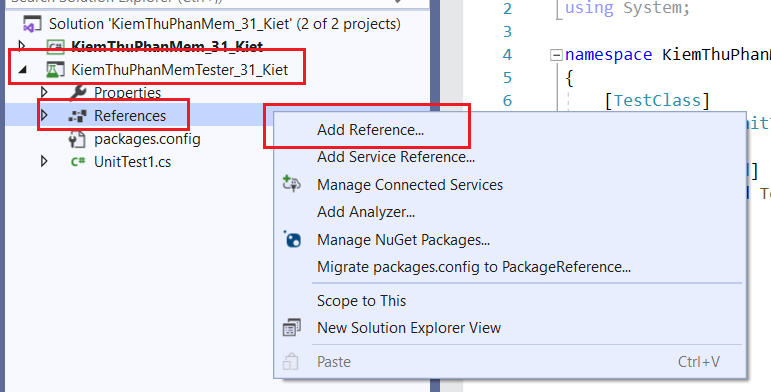 Search Solution Explorer (Ctrl+;)
Solution 'KiemThuPhanMem_31_Kiet' (2 of 2 projects)
KiemThuPhanMem_31_Kiet
KiemThuPhanMemTester_31_Kiet
Properties
References
packages.config
UnitTest1.cs
Add Reference...
Add Service Reference...
Manage Connected Services
Add Analyzer...
Manage NuGet Packages...
Migrate packages.config to PackageReference...
Scope to This
New Solution Explorer View
Paste Ctrl+V
2 using System;
3
4 namespace KiemThuPhanM
5 {
6 [TestClass]